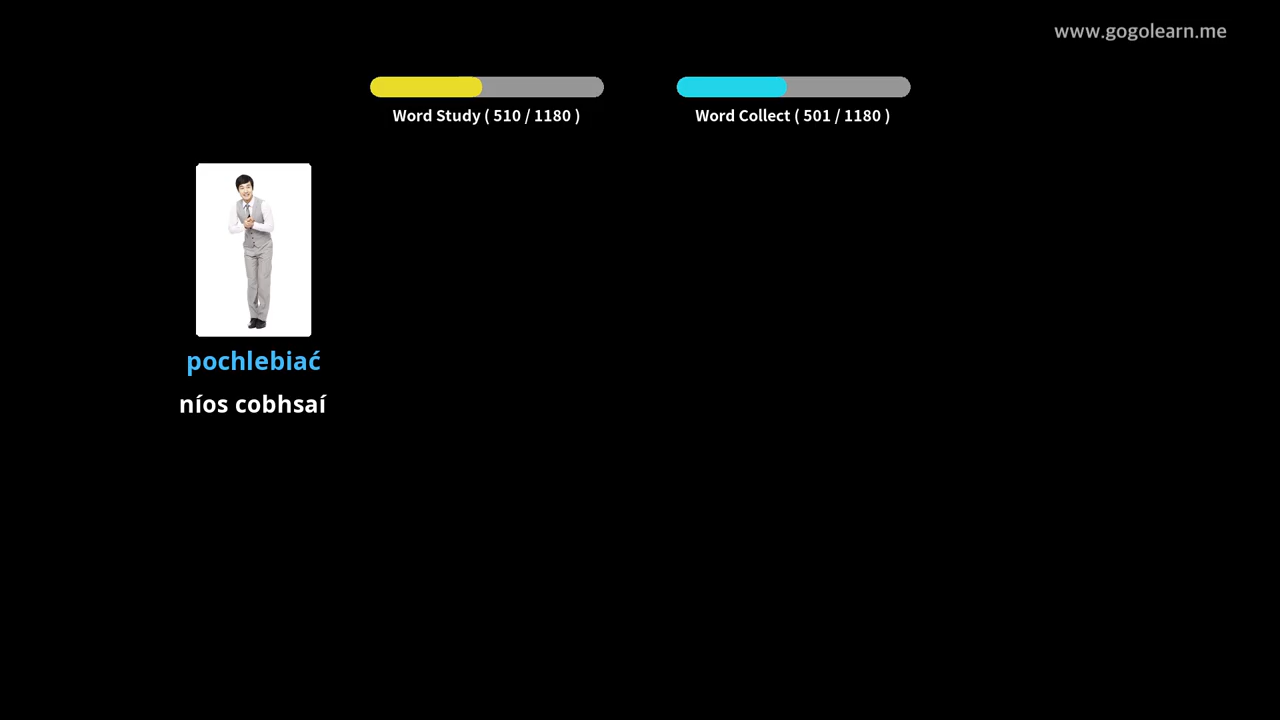 www.gogolearn.me
Word Study ( 510 / 1180 )
Word Collect ( 501 / 1180 )
pochlebiać
níos cobhsaí